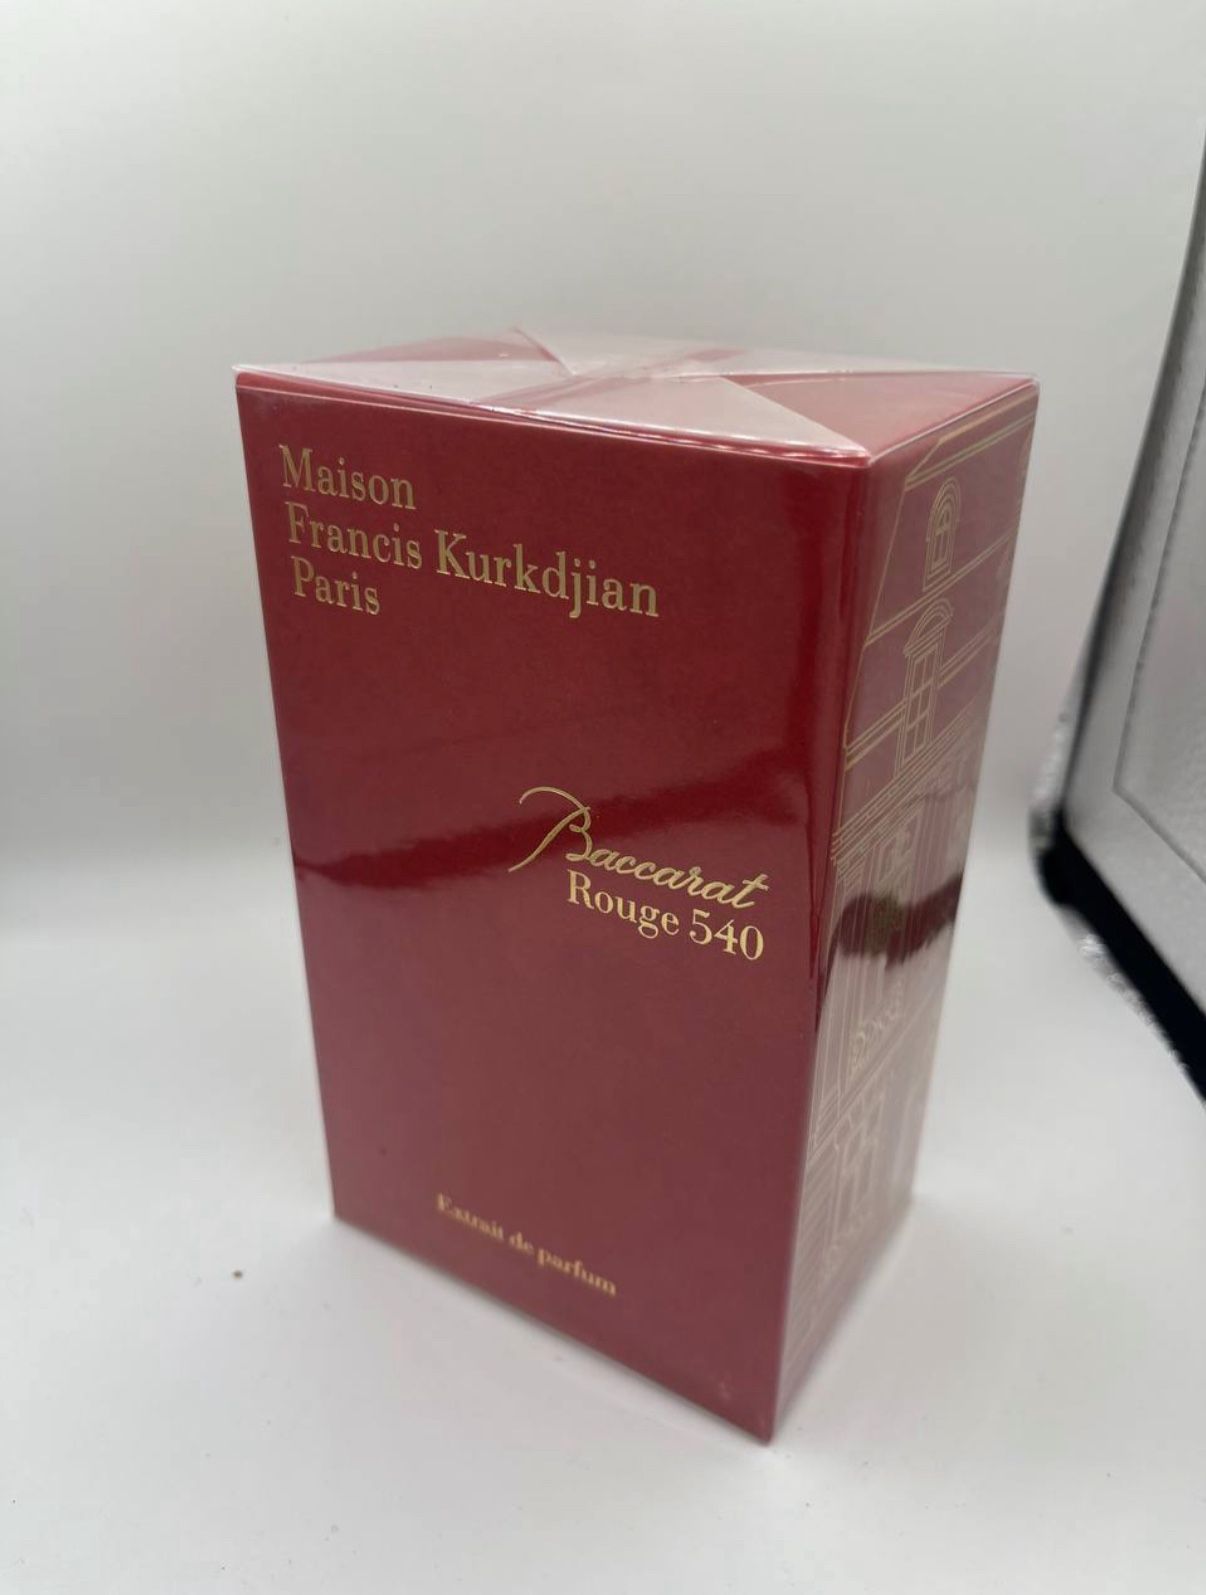 Maison
Francis Kurkdjian
Paris
Baccarat
Rouge 540
Extrait de parfum